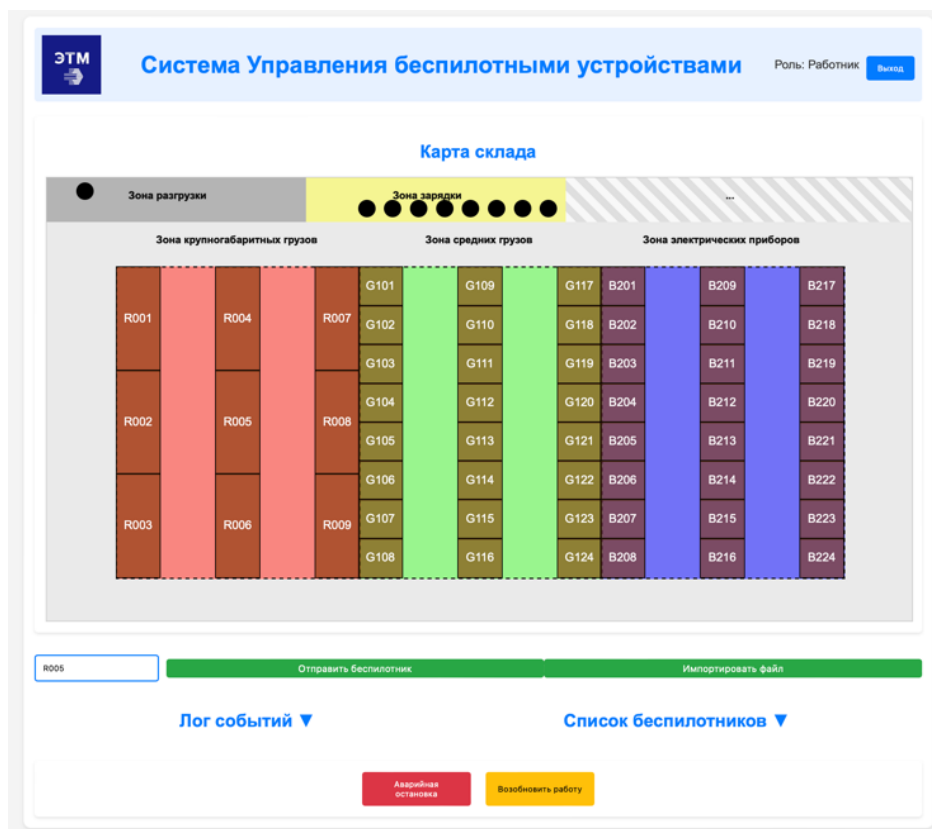 ЭТМ
Система Управления беспилотными устройствами
Роль: Работник
Выход
Карта склада
Зона разгрузки
Зона зарядки
...
Зона крупногабаритных грузов
Зона средних грузов
Зона электрических приборов
G101 G109 G117 B201 B209 B217
R001 R004 R007
G102 G110 G118 B202 B210 B218
G103 G111 G119 B203 B211 B219
G104 G112 G120 B204 B212 B220
R002 R005 R008
G105 G113 G121 B205 B213 B221
G106 G114 G122 B206 B214 B222
R003 R006 R009
G107 G115 G123 B207 B215 B223
G108 G116 G124 B208 B216 B224
R005
Отправить беспилотник
Импортировать файл
Лог событий ▼
Список беспилотников ▼
Аварийная
остановка
Возобновить работу